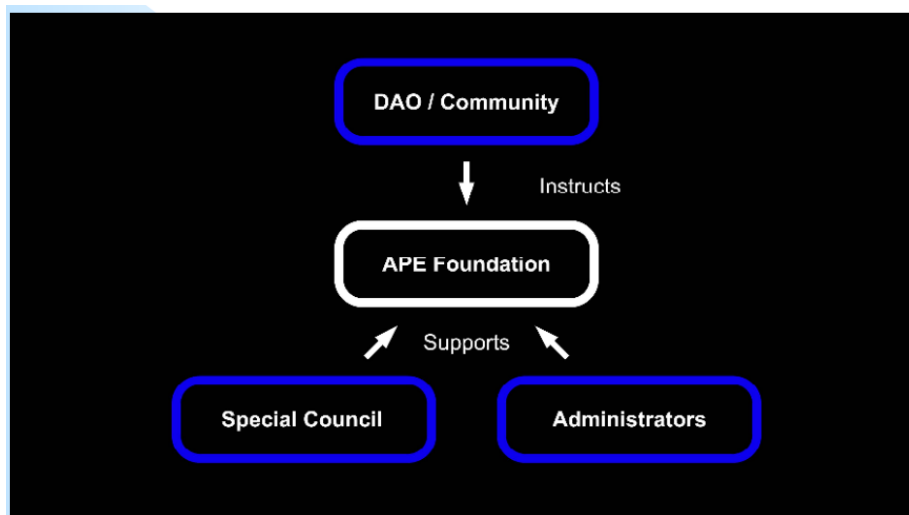 DAO / Community
Instructs
APE Foundation
Supports
Special Council
Administrators